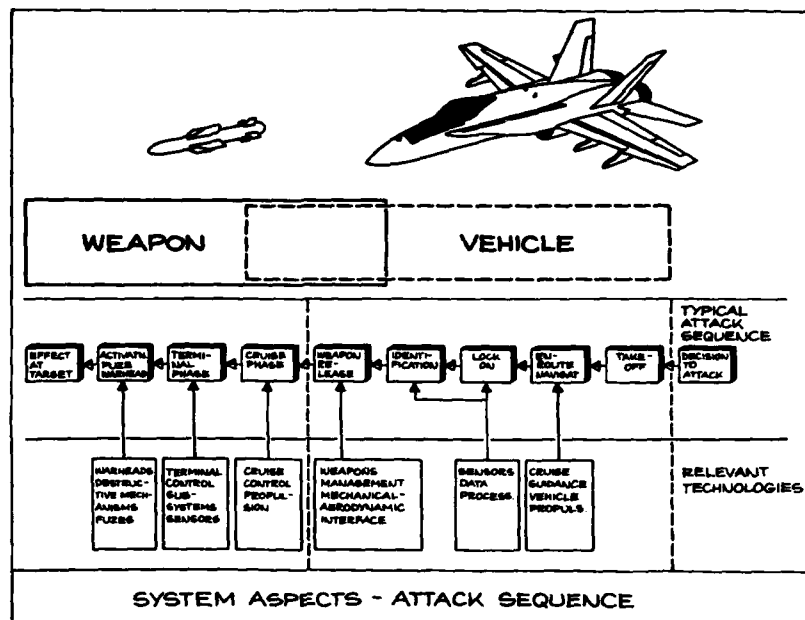 WEAPON
VEHICLE
TYPICAL
ATTACK
SEQUENCE
EFFECT
AT
TARGET
ACTIVATN.
FUZE
WARHEAD
TERMI-
NAL
PHASE
CRUISE
PHASE
WEAPON
RE-
LEASE
IDENTI-
FICATION
LOCK
ON
EN-
ROUTE
NAVIGAT.
TAKE-
OFF
DECISION
TO
ATTACK
WARHEADS
DESTRUC-
TIVE MECH-
ANISMS
FUZES
TERMINAL
CONTROL
SUB-
SYSTEMS
SENSORS
CRUISE
CONTROL
PROPUL-
SION
WEAPONS
MANAGEMENT
MECHANICAL-
AERODYNAMIC
INTERFACE
SENSORS
DATA
PROCESS.
CRUISE
GUIDANCE
VEHICLE
PROPULS.
RELEVANT
TECHNOLOGIES
SYSTEM ASPECTS - ATTACK SEQUENCE